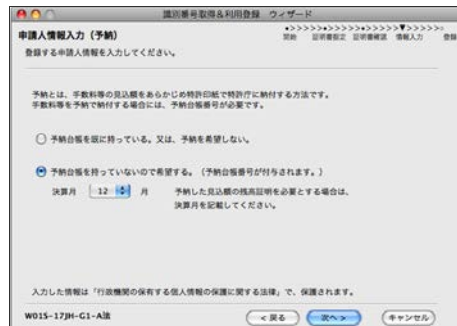 識別番号取得&利用登録 ウィザード
申請人情報入力（予納）
●>>>>>●>>>>>●>>>>>▼>>>>>
開始 証明書指定 証明書確認 情報入力 登録
登録する申請人情報を入力してください。
予納とは、手数料等の見込額をあらかじめ特許印紙で特許庁に納付する方法です。
手数料等を予納で納付する場合には、予納台帳番号が必要です。
予納台帳を既に持っている。又は、予納を希望しない。
予納台帳を持っていないので希望する。（予納台帳番号が付与されます。）
決算月 12 月 予納した見込額の残高証明を必要とする場合は、
決算月を記載してください。
入力した情報は「行政機関の保有する個人情報の保護に関する法律」で、保護されます。
W015-17JH-G1-A法 <戻る 次へ> キャンセル